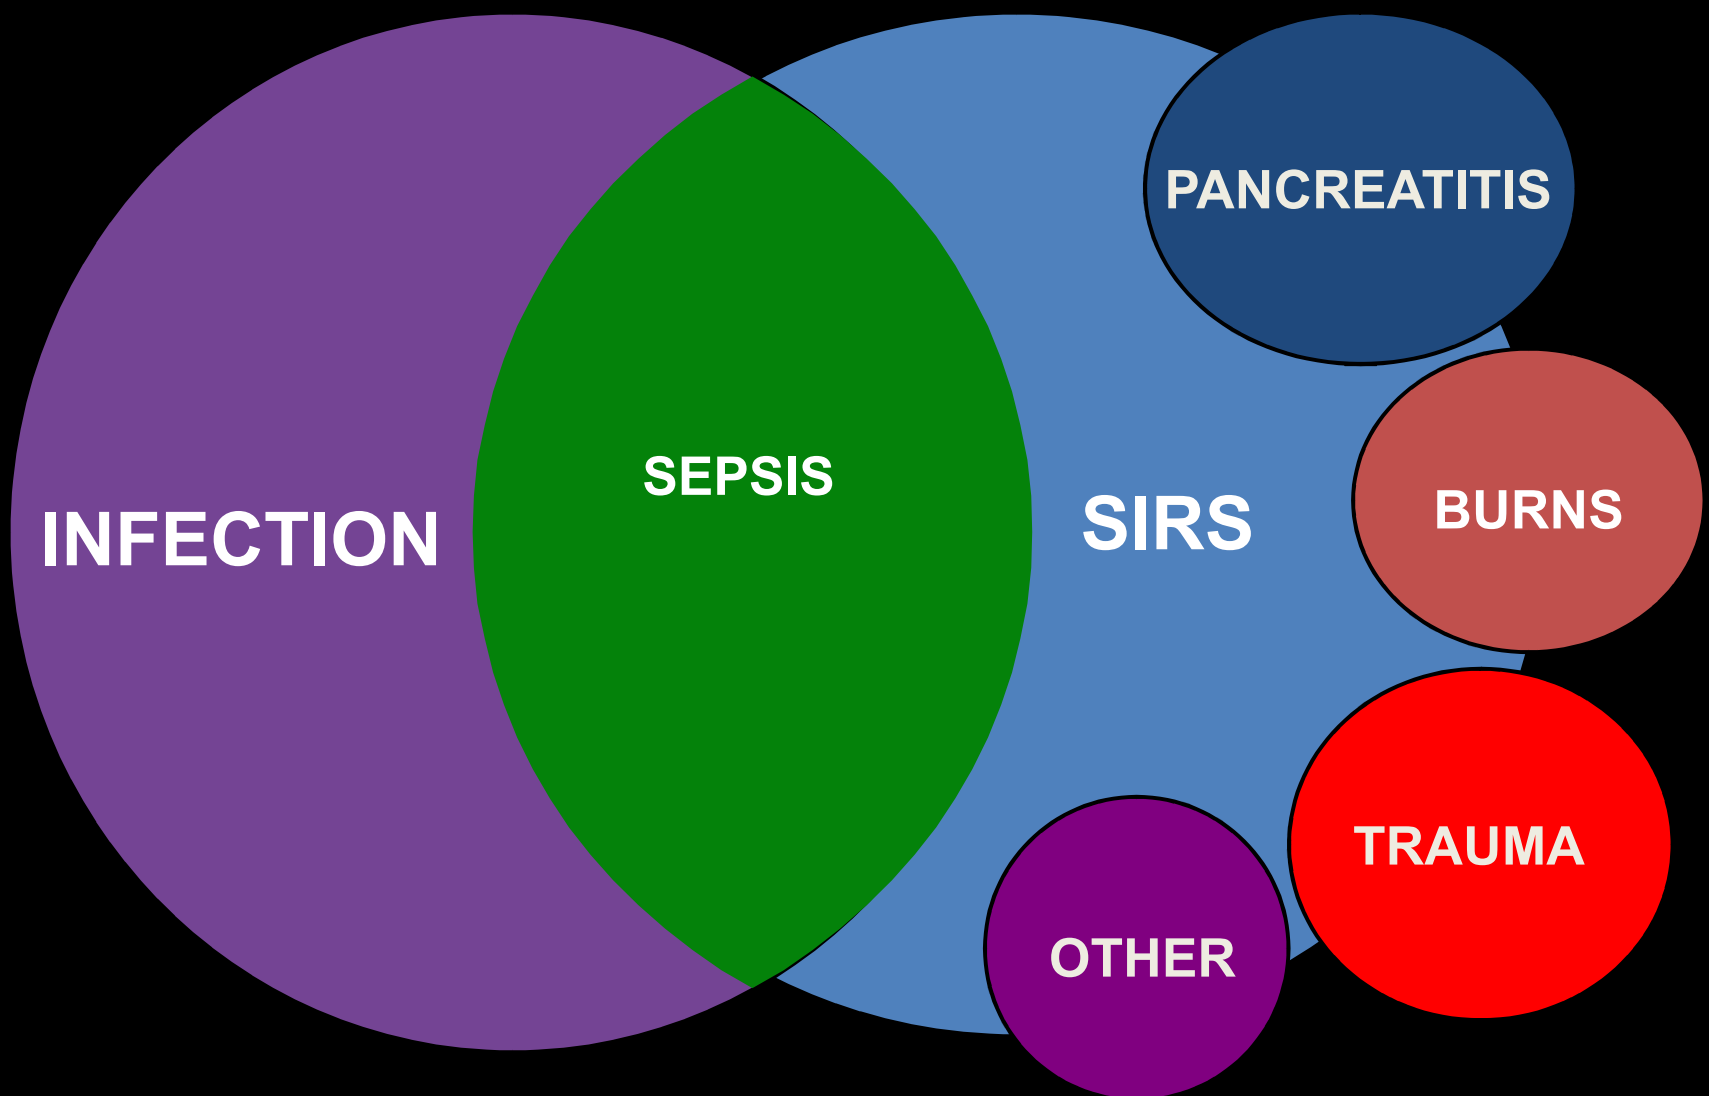 INFECTION
SEPSIS
SIRS
PANCREATITIS
BURNS
TRAUMA
OTHER